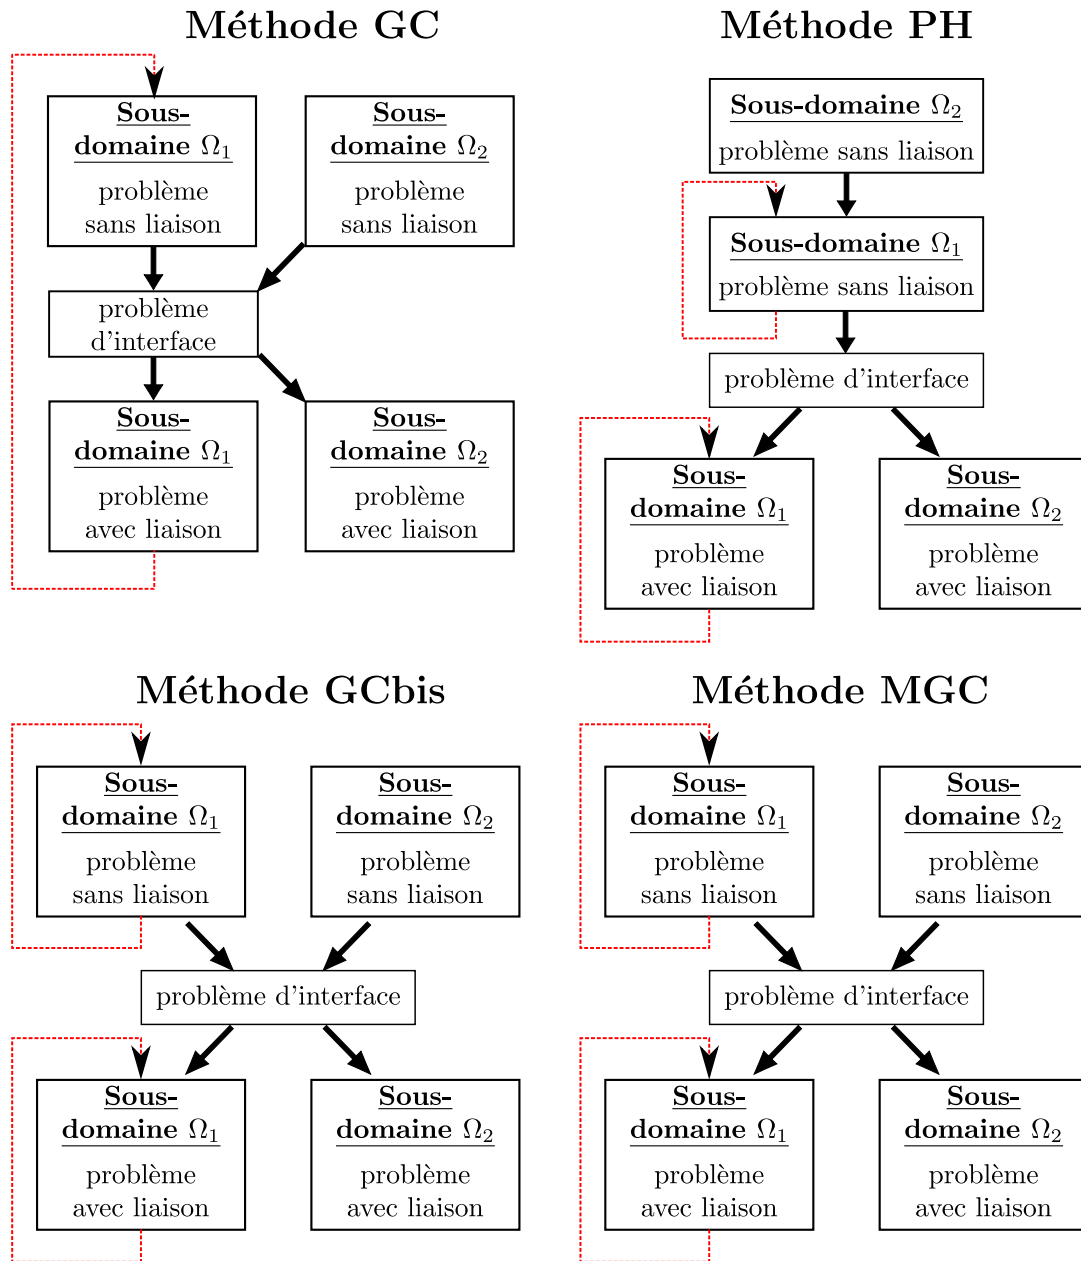 Méthode GC
Sous-
domaine Ω₁
problème
sans liaison
Sous-
domaine Ω₂
problème
sans liaison
problème
d'interface
Sous-
domaine Ω₁
problème
avec liaison
Sous-
domaine Ω₂
problème
avec liaison
Méthode PH
Sous-domaine Ω₂
problème sans liaison
Sous-domaine Ω₁
problème sans liaison
problème d'interface
Sous-
domaine Ω₁
problème
avec liaison
Sous-
domaine Ω₂
problème
avec liaison
Méthode GCbis
Sous-
domaine Ω₁
problème
sans liaison
Sous-
domaine Ω₂
problème
sans liaison
problème d'interface
Sous-
domaine Ω₁
problème
avec liaison
Sous-
domaine Ω₂
problème
avec liaison
Méthode MGC
Sous-
domaine Ω₁
problème
sans liaison
Sous-
domaine Ω₂
problème
sans liaison
problème d'interface
Sous-
domaine Ω₁
problème
avec liaison
Sous-
domaine Ω₂
problème
avec liaison